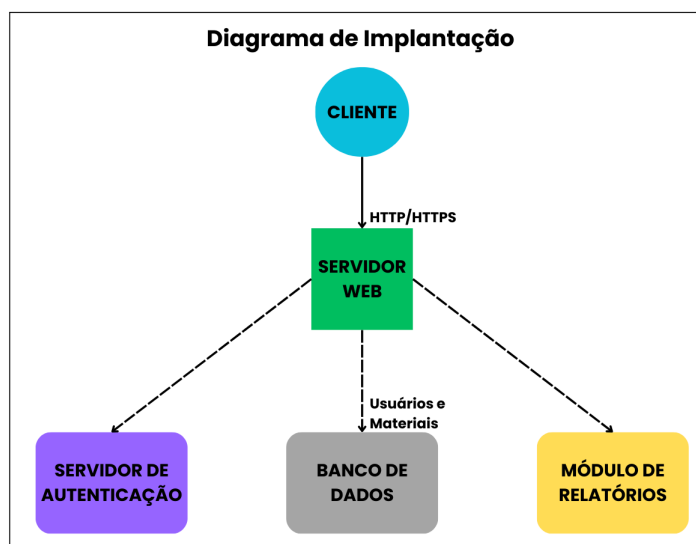 Diagrama de Implantação
CLIENTE
HTTP/HTTPS
SERVIDOR
WEB
Usuários e
Materiais
SERVIDOR DE
AUTENTICAÇÃO
BANCO DE
DADOS
MÓDULO DE
RELATÓRIOS